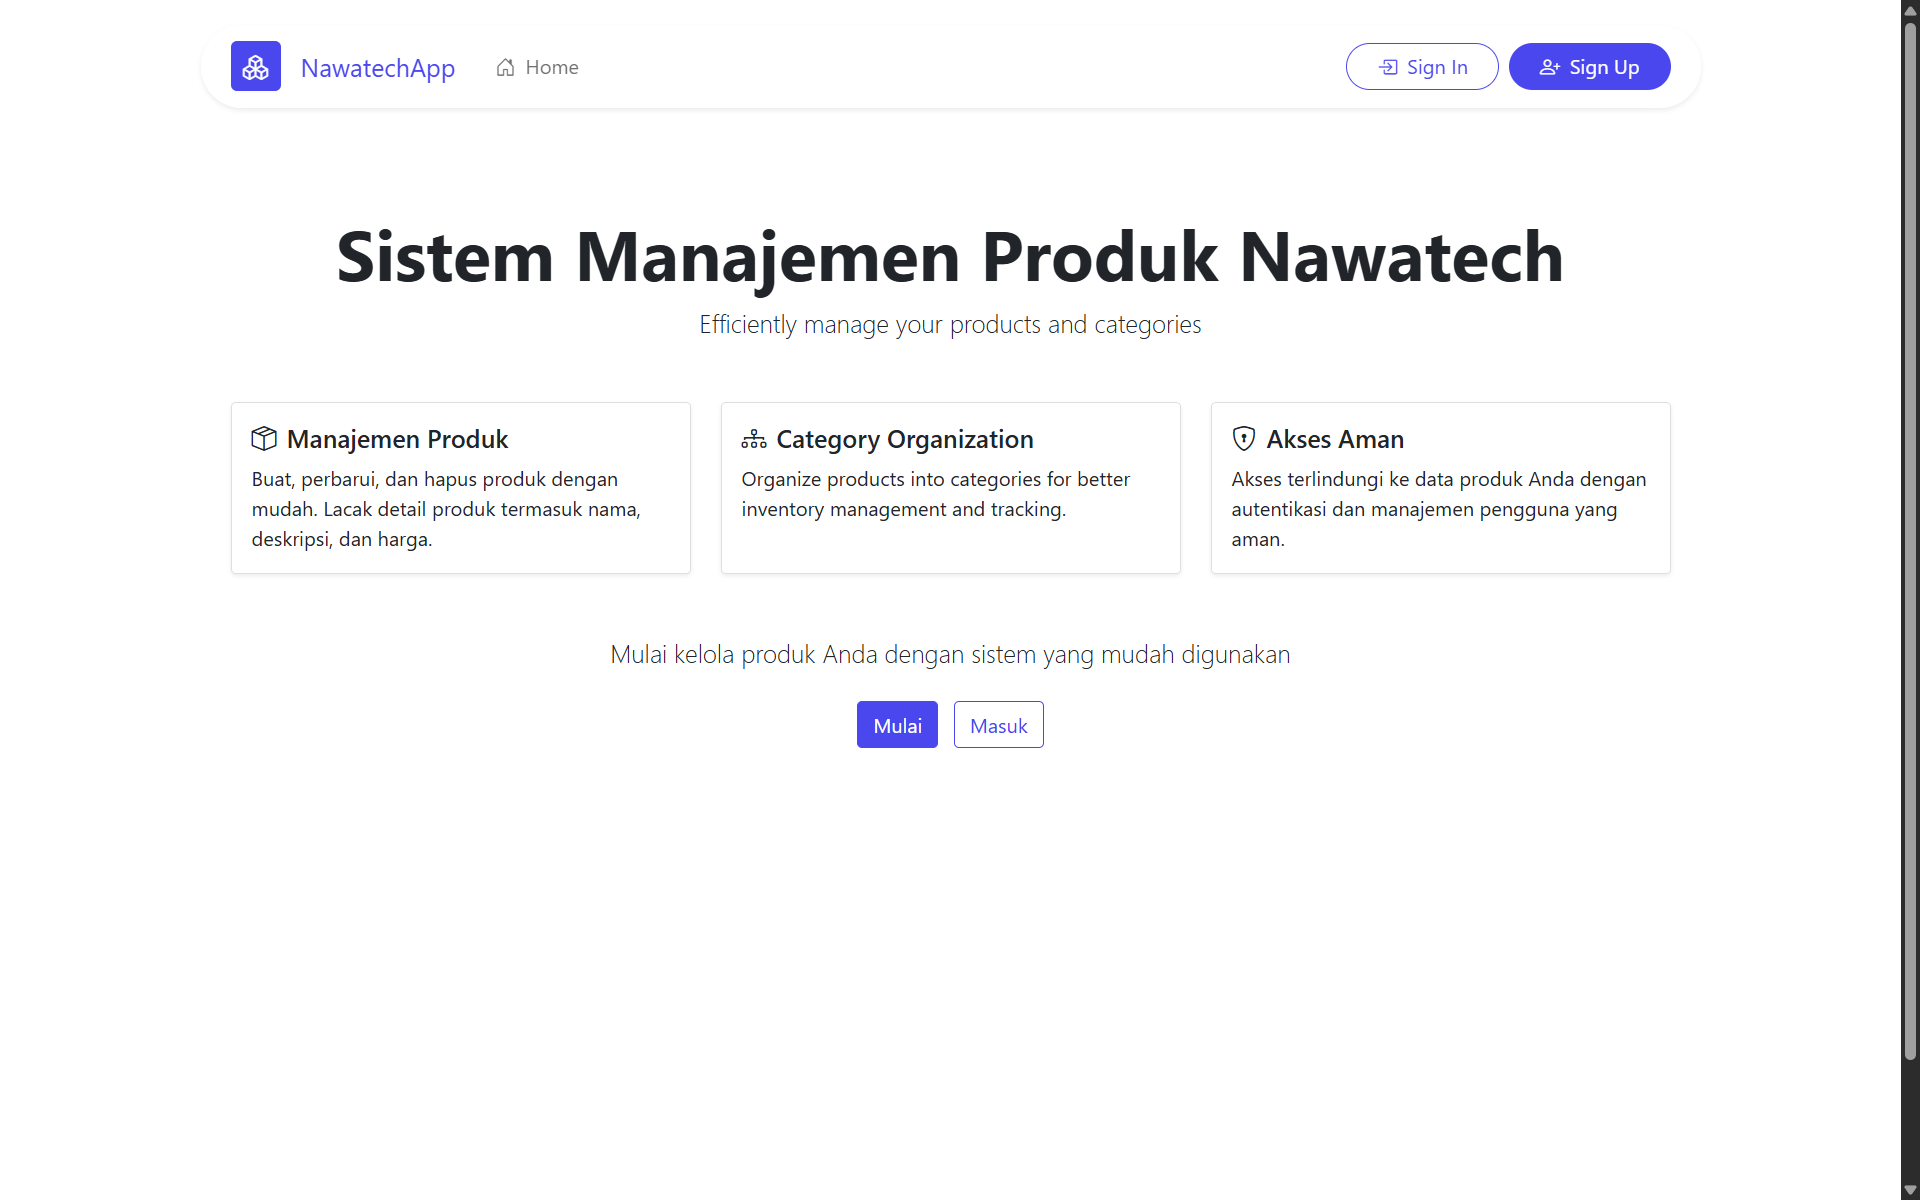 NawatechApp
Home
Sign In
Sign Up
Sistem Manajemen Produk Nawatech
Efficiently manage your products and categories
Manajemen Produk
Buat, perbarui, dan hapus produk dengan
mudah. Lacak detail produk termasuk nama,
deskripsi, dan harga.
Category Organization
Organize products into categories for better
inventory management and tracking.
Akses Aman
Akses terlindungi ke data produk Anda dengan
autentikasi dan manajemen pengguna yang
aman.
Mulai kelola produk Anda dengan sistem yang mudah digunakan
Mulai
Masuk